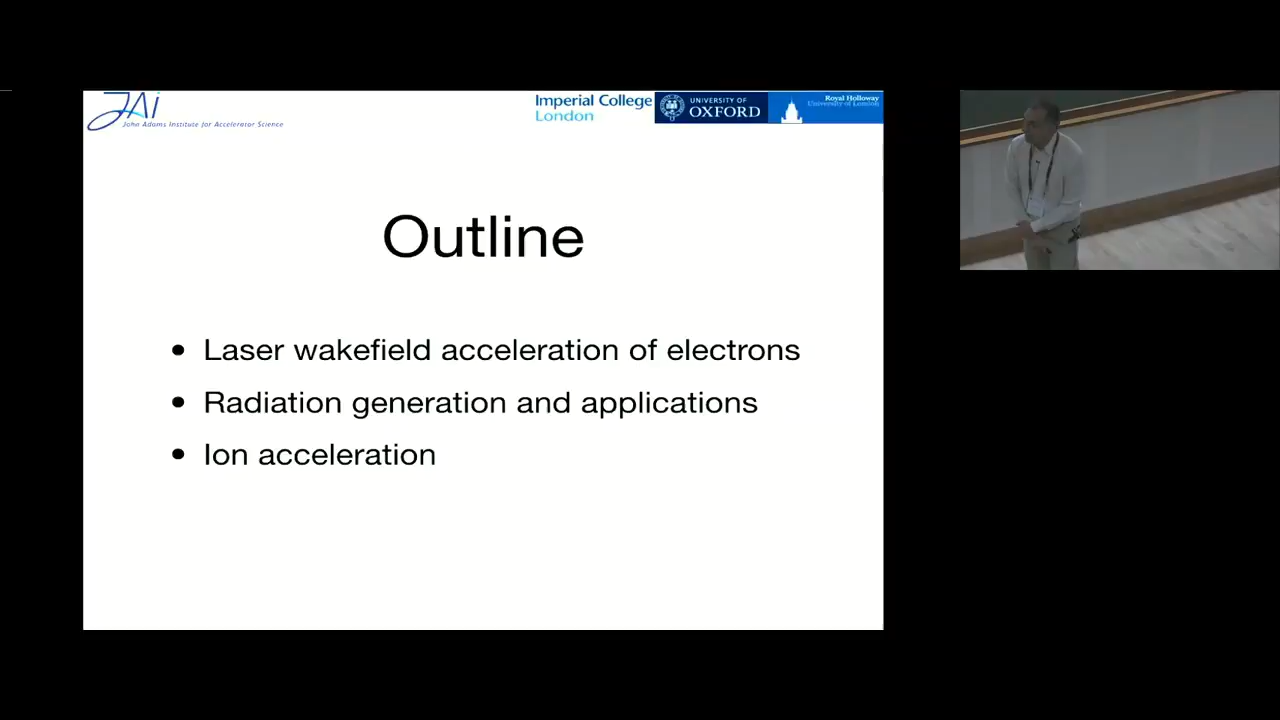 JAi
John Adams Institute for Accelerator Science
Imperial College
London
UNIVERSITY OF
OXFORD
Royal Holloway
University of London
Outline
• Laser wakefield acceleration of electrons
• Radiation generation and applications
• Ion acceleration